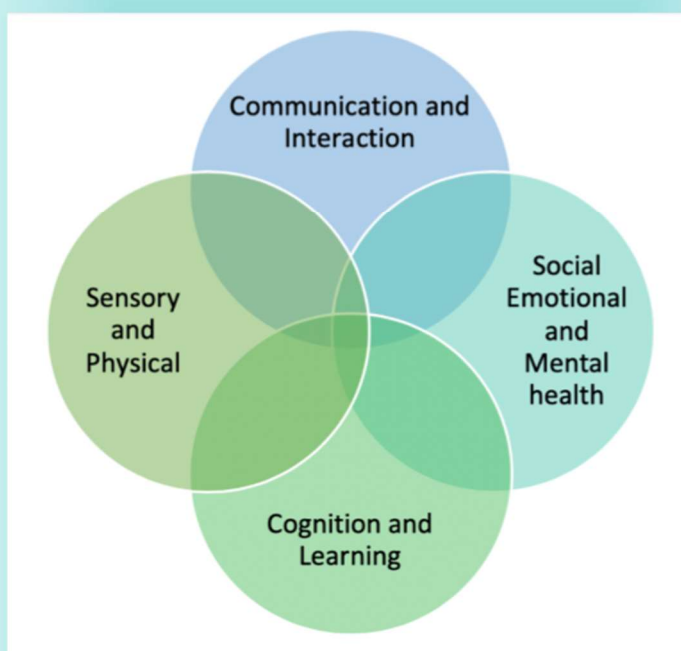 Communication and
Interaction
Sensory
and
Physical
Social
Emotional
and
Mental
health
Cognition and
Learning